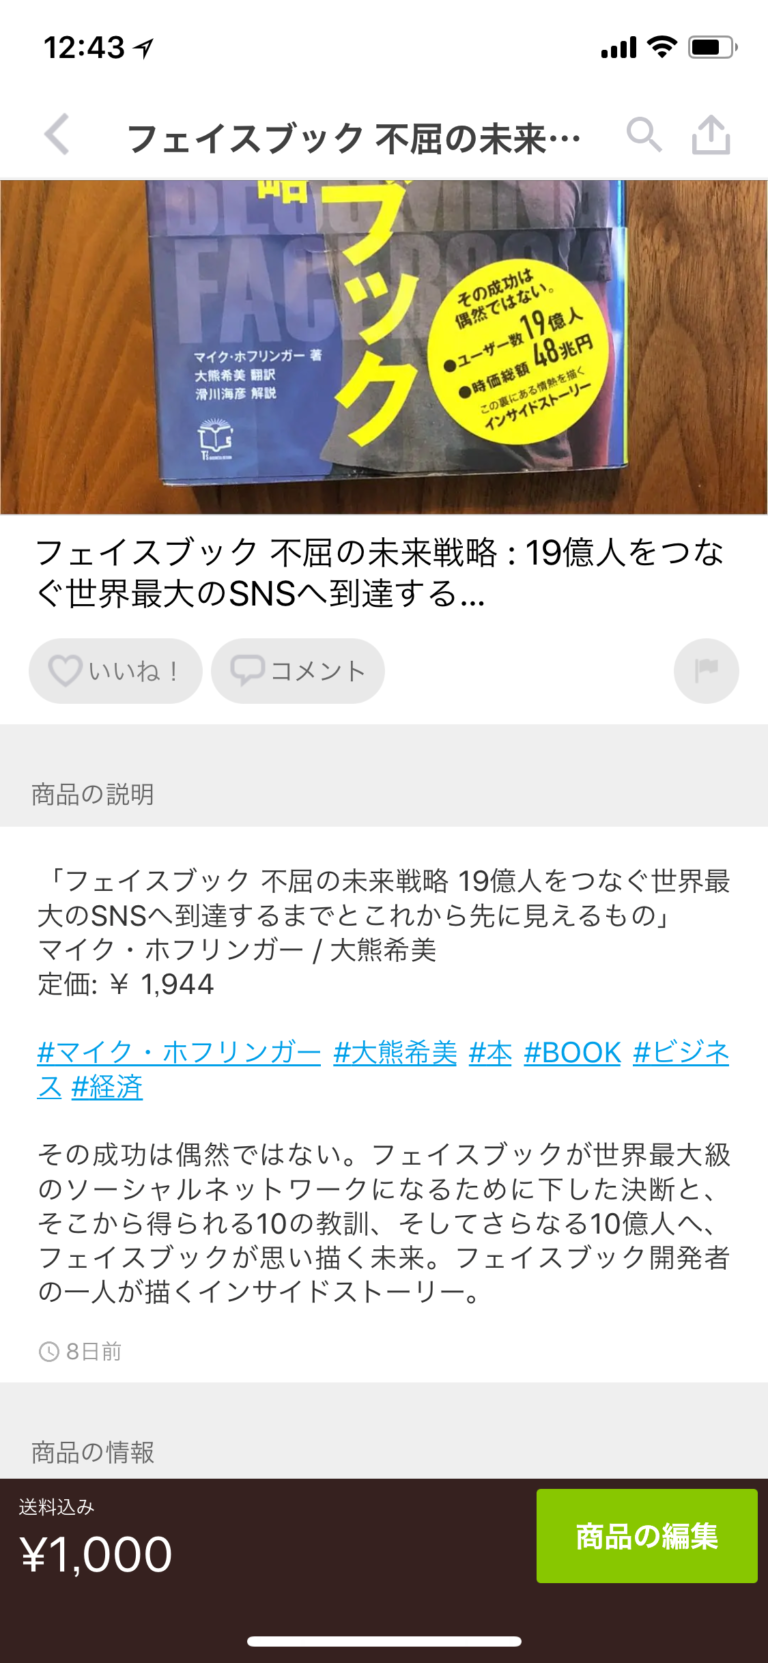 12:43
フェイスブック 不屈の未来…
BECOMING
FACEBOOK
略
ブック
マイク・ホフリンガー 著
大熊希美 翻訳
滑川海彦 解説
その成功は
偶然ではない。
●ユーザー数19億人
●時価総額 48兆円
この裏にある情熱を描く
インサイドストーリー
フェイスブック 不屈の未来戦略 : 19億人をつな
ぐ世界最大のSNSへ到達する...
いいね！ コメント
商品の説明
「フェイスブック 不屈の未来戦略 19億人をつなぐ世界最
大のSNSへ到達するまでとこれから先に見えるもの」
マイク・ホフリンガー / 大熊希美
定価: ￥ 1,944
#マイク・ホフリンガー #大熊希美 #本 #BOOK #ビジネ
ス #経済
その成功は偶然ではない。フェイスブックが世界最大級
のソーシャルネットワークになるために下した決断と、
そこから得られる10の教訓、そしてさらなる10億人へ、
フェイスブックが思い描く未来。フェイスブック開発者
の一人が描くインサイドストーリー。
8日前
商品の情報
送料込み
¥1,000
商品の編集